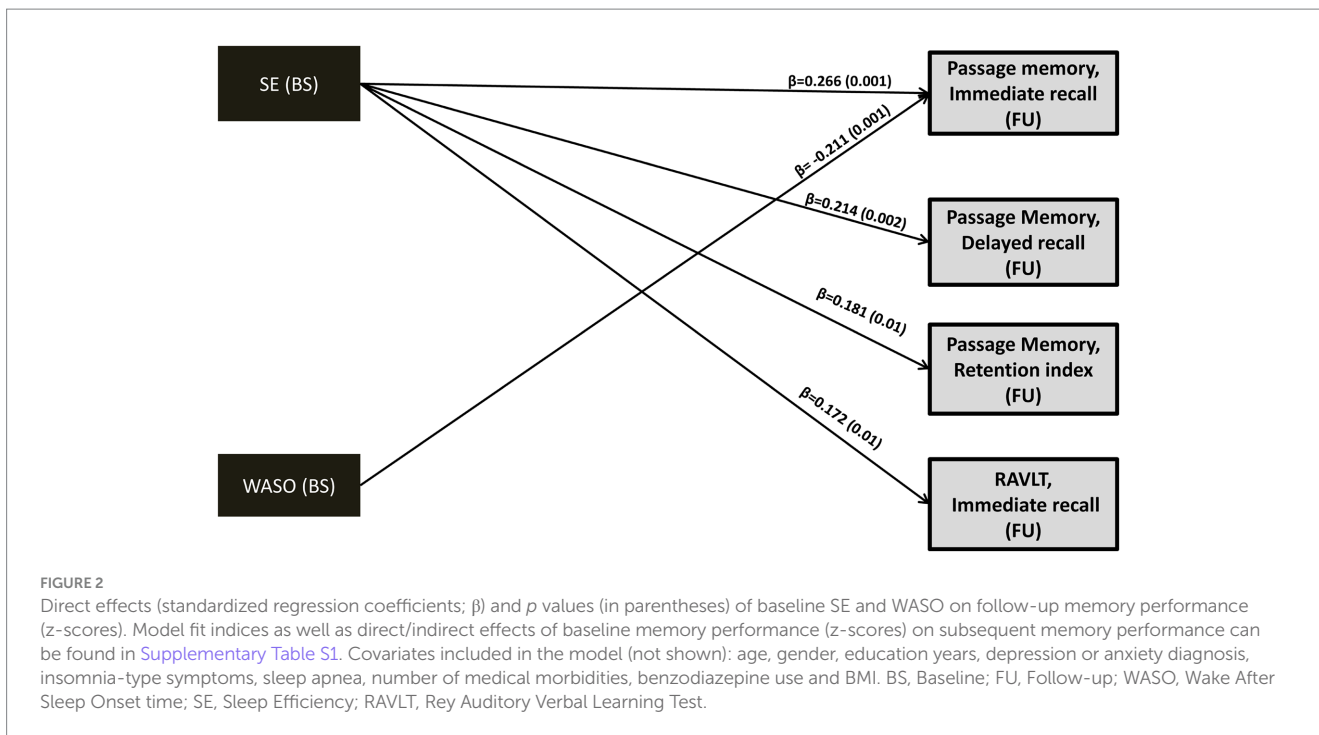 SE (BS)
β=0.266 (0.001)
Passage memory,
Immediate recall
(FU)
β= -0.211 (0.001)
β=0.214 (0.002)
Passage Memory,
Delayed recall
(FU)
β=0.181 (0.01)
Passage Memory,
Retention index
(FU)
β=0.172 (0.01)
WASO (BS)
RAVLT,
Immediate recall
(FU)
FIGURE 2
Direct effects (standardized regression coefficients; β) and p values (in parentheses) of baseline SE and WASO on follow-up memory performance
(z-scores). Model fit indices as well as direct/indirect effects of baseline memory performance (z-scores) on subsequent memory performance can
be found in Supplementary Table S1. Covariates included in the model (not shown): age, gender, education years, depression or anxiety diagnosis,
insomnia-type symptoms, sleep apnea, number of medical morbidities, benzodiazepine use and BMI. BS, Baseline; FU, Follow-up; WASO, Wake After
Sleep Onset time; SE, Sleep Efficiency; RAVLT, Rey Auditory Verbal Learning Test.